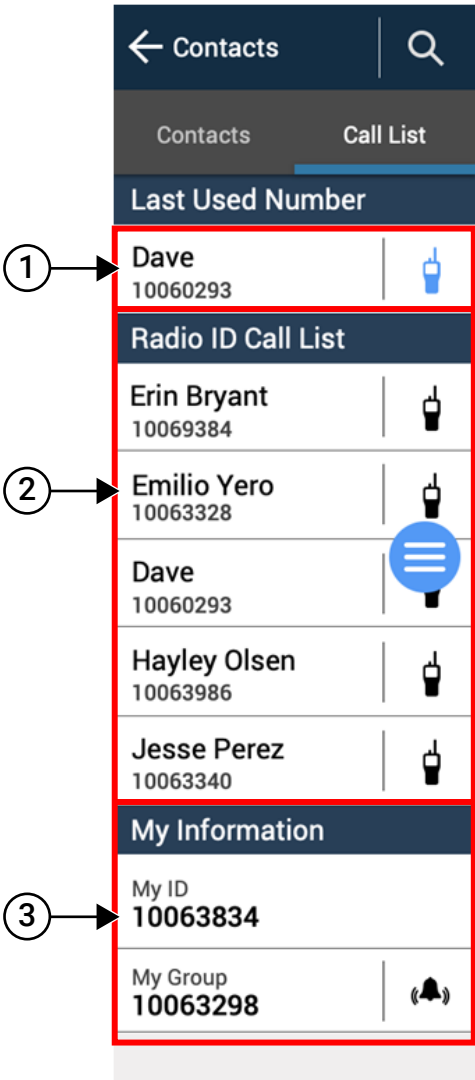 Contacts
Contacts Call List
Last Used Number
1
Dave
10060293
Radio ID Call List
Erin Bryant
10069384
2
Emilio Yero
10063328
Dave
10060293
Hayley Olsen
10063986
Jesse Perez
10063340
My Information
My ID
3
10063834
My Group
10063298